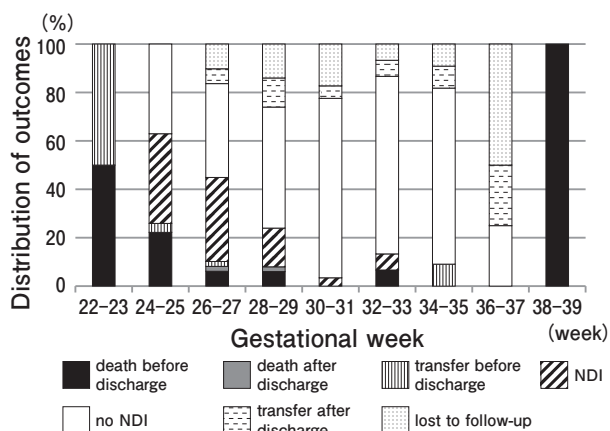 (%)
100
80
60
40
20
0
Distribution of outcomes
22–23 24–25 26–27 28–29 30–31 32–33 34–35 36–37 38–39
Gestational week (week)
death before discharge
death after discharge
transfer before discharge
NDI
no NDI
transfer after discharge
lost to follow-up